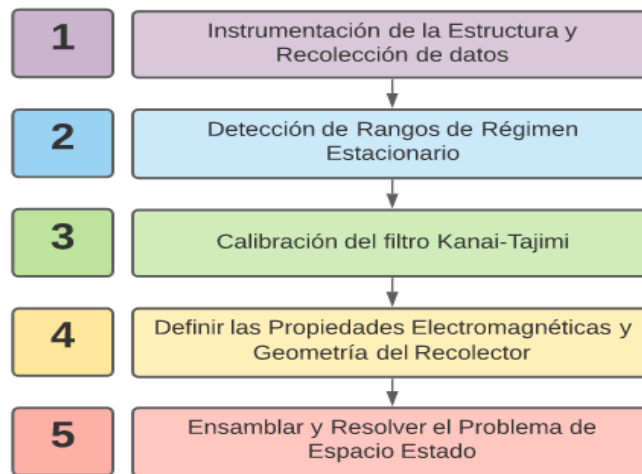 1
Instrumentación de la Estructura y
Recolección de datos
2
Detección de Rangos de Régimen
Estacionario
3
Calibración del filtro Kanai-Tajimi
4
Definir las Propiedades Electromagnéticas y
Geometría del Recolector
5
Ensamblar y Resolver el Problema de
Espacio Estado